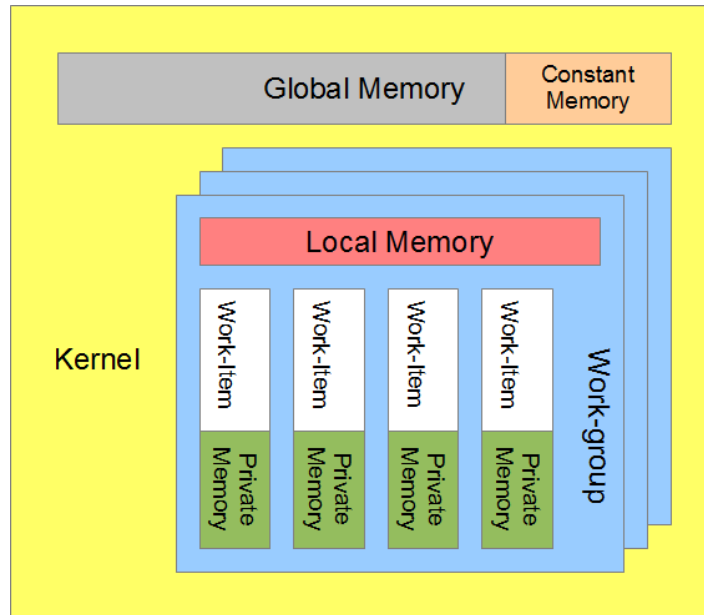 Global Memory
Constant
Memory
Local Memory
Work-Item
Work-Item
Work-Item
Work-Item
Kernel
Work-group
Private
Memory
Private
Memory
Private
Memory
Private
Memory